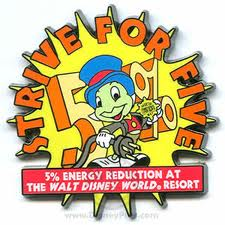 STRIVE FOR FIVE
5%
5% ENERGY REDUCTION AT
THE WALT DISNEY WORLD® RESORT